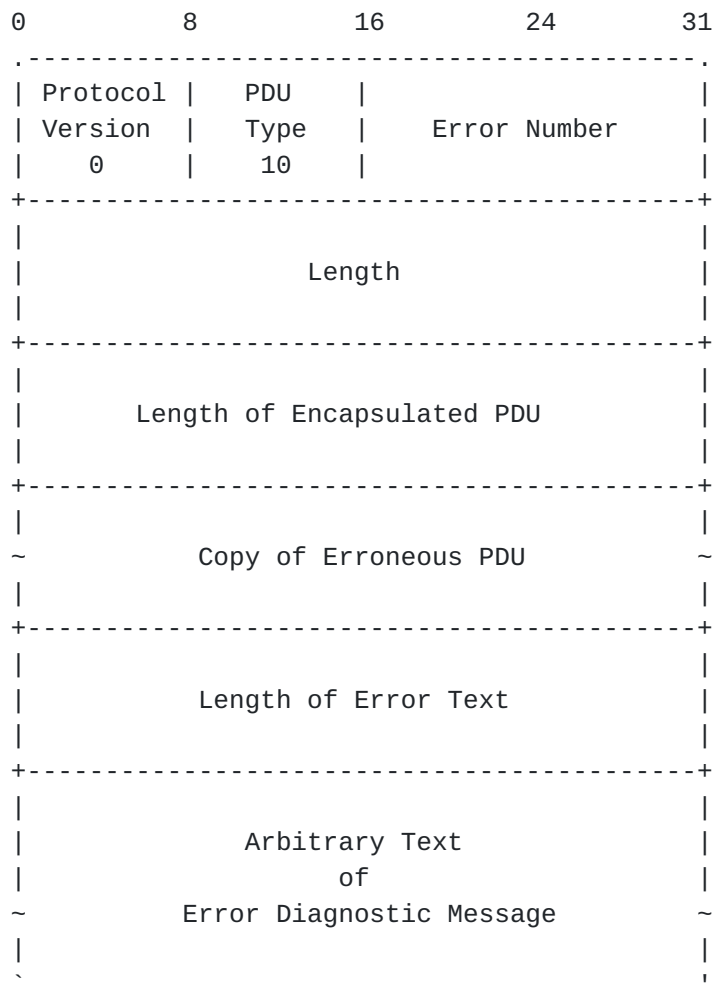 0          8          16         24        31
.-------------------------------------------.
| Protocol |   PDU    |                     |
| Version  |   Type   |    Error Number     |
|    0     |    10    |                     |
+-------------------------------------------+
|                                           |
|                  Length                   |
|                                           |
+-------------------------------------------+
|                                           |
|       Length of Encapsulated PDU          |
|                                           |
+-------------------------------------------+
|                                           |
~           Copy of Erroneous PDU           ~
|                                           |
+-------------------------------------------+
|                                           |
|           Length of Error Text            |
|                                           |
+-------------------------------------------+
|                                           |
|              Arbitrary Text               |
|                    of                     |
~          Error Diagnostic Message         ~
|                                           |
`                                           '